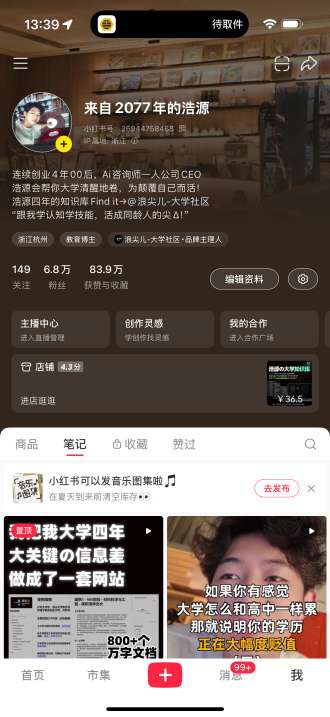 13:39
待取件
来自2077年的浩源
小红书号
IP属地：浙江
连续创业4年00后，Ai咨询师一人公司CEO
浩源会帮你大学清醒地卷，为颠覆自己而活！
浩源四年的知识库Find it→@浪尖儿-大学社区
“跟我学认知学技能，活成同龄人的尖Δ！”
浙江杭州
教育博主
浪尖儿-大学社区·品牌主理人
149
6.8万
83.9万
关注
粉丝
获赞与收藏
编辑资料
主播中心
进入直播管理
创作灵感
学创作找灵感
我的合作
进入合作广场
店铺 4.3分
进店逛逛
¥36.5
商品
笔记
收藏
赞过
音乐
图集
小红书可以发音乐图集啦
在夏天到来前清空库存
去发布
置顶
我把我大学四年
大关键の信息差
做成了一套网站
800+个
万字文档
如果你有感觉
大学怎么和高中一样累
那就说明你的学历
正在大幅度贬值
首页
市集
消息
99+
我